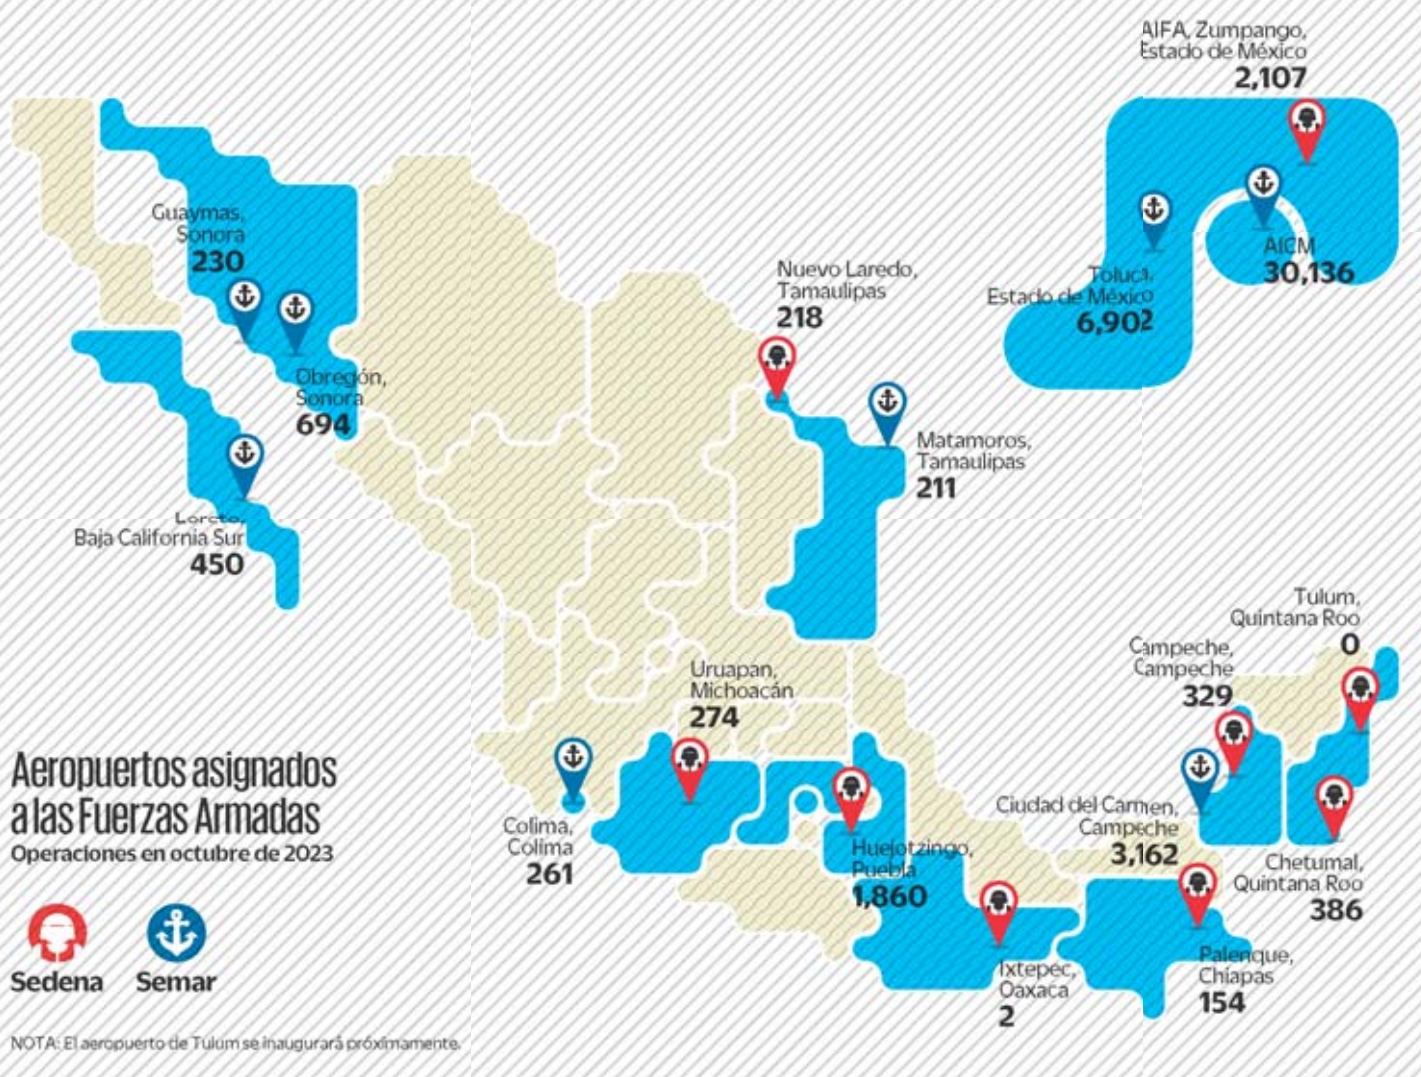 AIFA, Zumpango,
Estado de México
2,107
Guaymas,
Sonora
230
AICM
30,136
Toluca,
Estado de México
6,902
Nuevo Laredo,
Tamaulipas
218
Obregón,
Sonora
694
Matamoros,
Tamaulipas
211
Loreto,
Baja California Sur
450
Tulum,
Quintana Roo
0
Campeche,
Campeche
329
Uruapan,
Michoacán
274
Aeropuertos asignados
a las Fuerzas Armadas
Operaciones en octubre de 2023
Colima,
Colima
261
Huejotzingo,
Puebla
1,860
Ciudad del Carmen,
Campeche
3,162
Chetumal,
Quintana Roo
386
Ixtepec,
Oaxaca
2
Palenque,
Chiapas
154
Sedena
Semar
NOTA: El aeropuerto de Tulum se inaugurará próximamente.